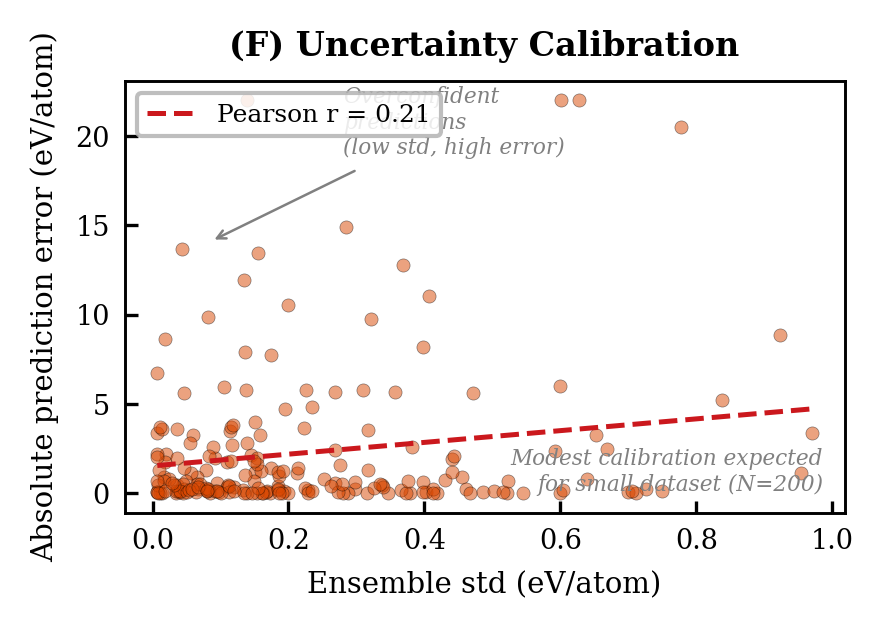 (F) Uncertainty Calibration
Absolute prediction error (eV/atom)
20
15
10
5
0
Pearson r = 0.21
Overconfident
predictions
(low std, high error)
Modest calibration expected
for small dataset (N=200)
0.0 0.2 0.4 0.6 0.8 1.0
Ensemble std (eV/atom)